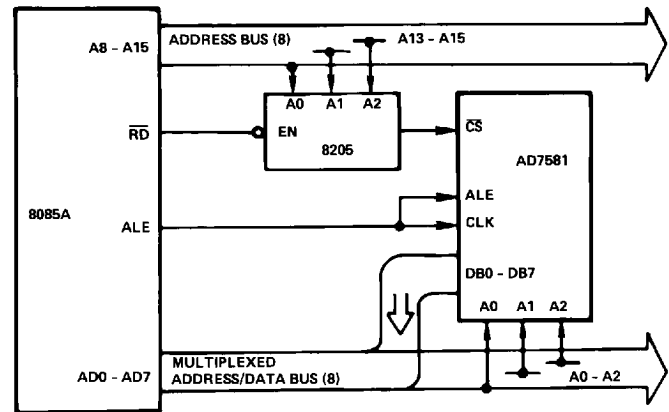 ADDRESS BUS (8)
A13 – A15
A8 – A15
A0 A1 A2
RD
EN
8205
CS
AD7581
8085A
ALE
ALE
CLK
DB0 – DB7
A0 A1 A2
MULTIPLEXED
ADDRESS/DATA BUS (8)
AD0 – AD7
A0 – A2